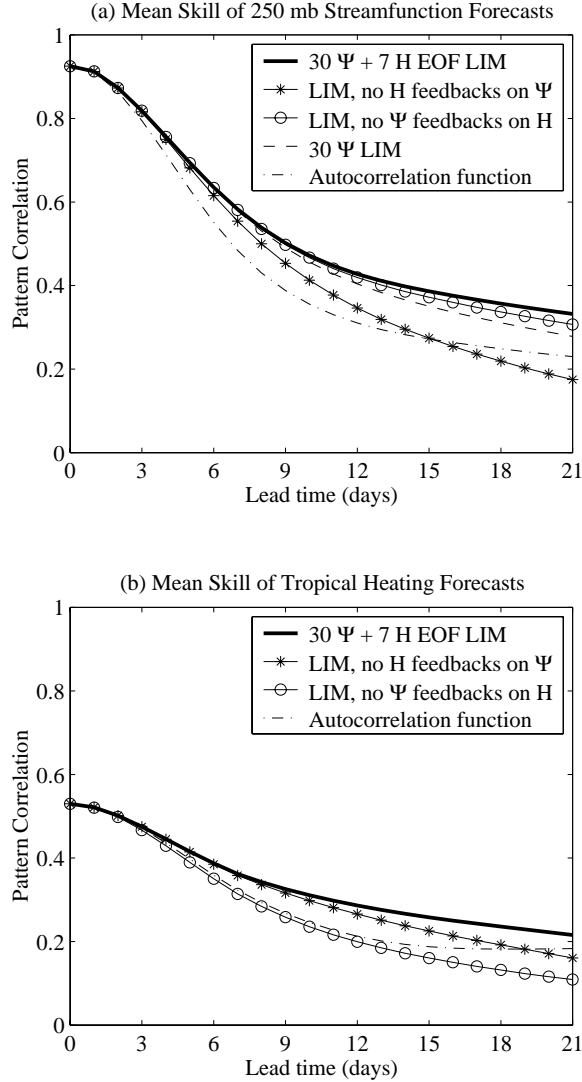 (a) Mean Skill of 250 mb Streamfunction Forecasts
1
30 Ψ + 7 H EOF LIM
LIM, no H feedbacks on Ψ
LIM, no Ψ feedbacks on H
30 Ψ LIM
Autocorrelation function
0.8
0.6
0.4
0.2
0
Pattern Correlation
0 3 6 9 12 15 18 21
Lead time (days)
(b) Mean Skill of Tropical Heating Forecasts
1
30 Ψ + 7 H EOF LIM
LIM, no H feedbacks on Ψ
LIM, no Ψ feedbacks on H
Autocorrelation function
0.8
0.6
0.4
0.2
0
Pattern Correlation
0 3 6 9 12 15 18 21
Lead time (days)